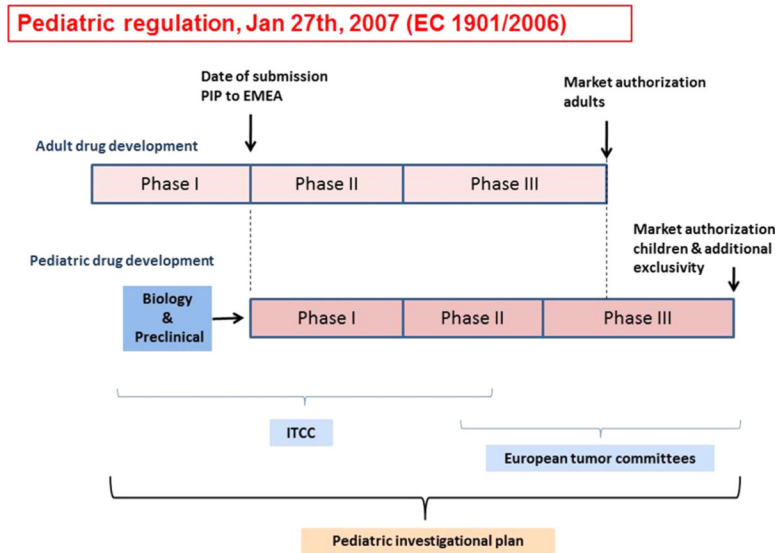 Pediatric regulation, Jan 27th, 2007 (EC 1901/2006)
Date of submission
PIP to EMEA
Market authorization
adults
Adult drug development
Phase I
Phase II
Phase III
Market authorization
children & additional
exclusivity
Pediatric drug development
Biology
&
Preclinical
Phase I
Phase II
Phase III
ITCC
European tumor committees
Pediatric investigational plan